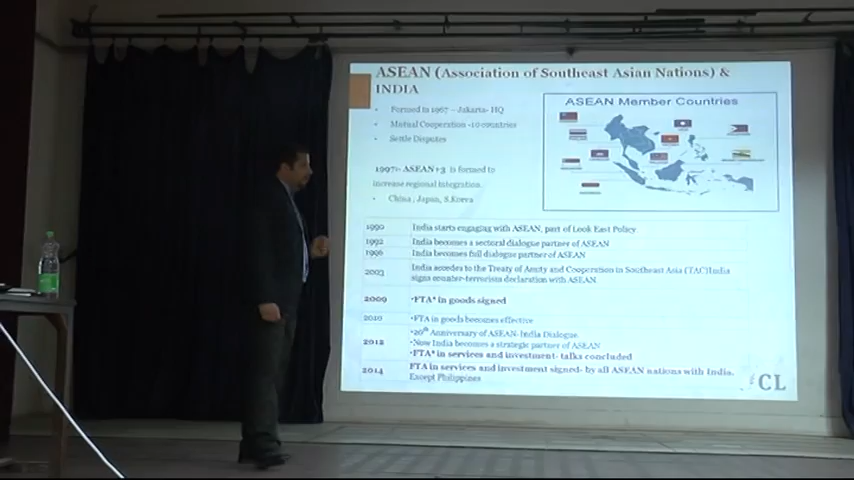 ASEAN (Association of Southeast Asian Nations) &
INDIA
• Formed in 1967 – Jakarta- HQ
• Mutual Cooperation -10 countries
• Settle Disputes
1997:- ASEAN+3 is formed to
increase regional integration.
• China, Japan, S.Korea
ASEAN Member Countries
1990 India starts engaging with ASEAN, part of Look East Policy
1992 India becomes a sectoral dialogue partner of ASEAN
1996 India becomes full dialogue partner of ASEAN
2003 India accedes to the Treaty of Amity and Cooperation in Southeast Asia (TAC)India
signs counter-terrorism declaration with ASEAN
2009 •FTA* in goods signed
2010 •FTA in goods becomes effective
•20th Anniversary of ASEAN- India Dialogue.
2012 •Now India becomes a strategic partner of ASEAN
•FTA* in services and investment- talks concluded
2014 FTA in services and investment signed- by all ASEAN nations with India.
Except Philippines
CL